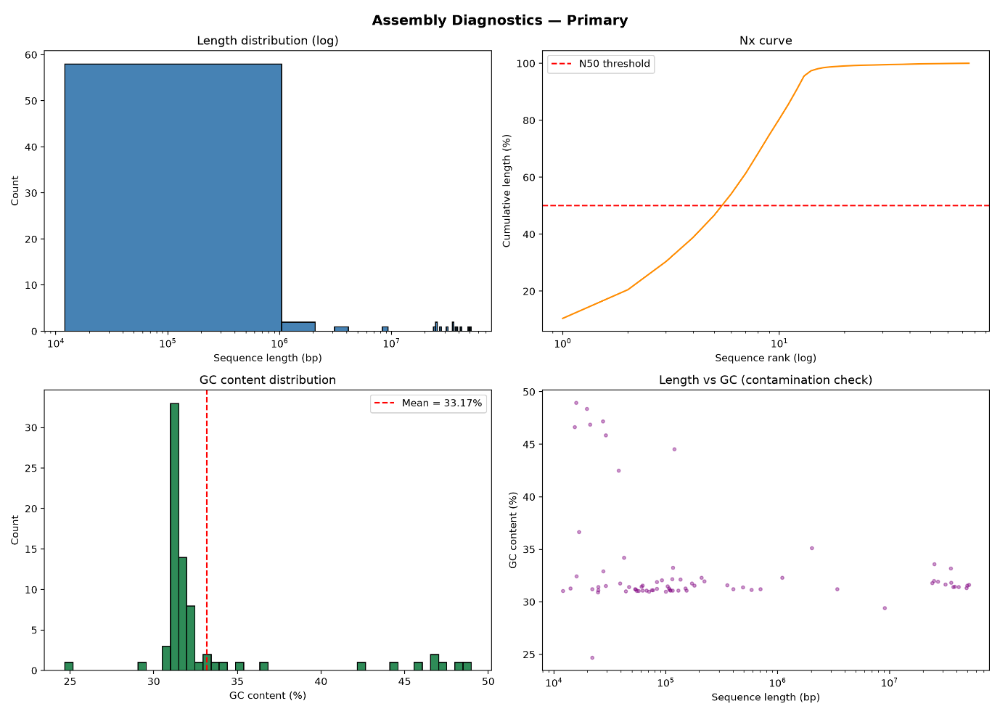 Assembly Diagnostics — Primary
Length distribution (log)
60
50
40
30
20
10
0
Count
10⁴
10⁵
10⁶
10⁷
Sequence length (bp)
Nx curve
N50 threshold
100
80
60
40
20
Cumulative length (%)
10⁰
10¹
Sequence rank (log)
GC content distribution
Mean = 33.17%
30
25
20
15
10
5
0
Count
25
30
35
40
45
50
GC content (%)
Length vs GC (contamination check)
50
45
40
35
30
25
GC content (%)
10⁴
10⁵
10⁶
10⁷
Sequence length (bp)